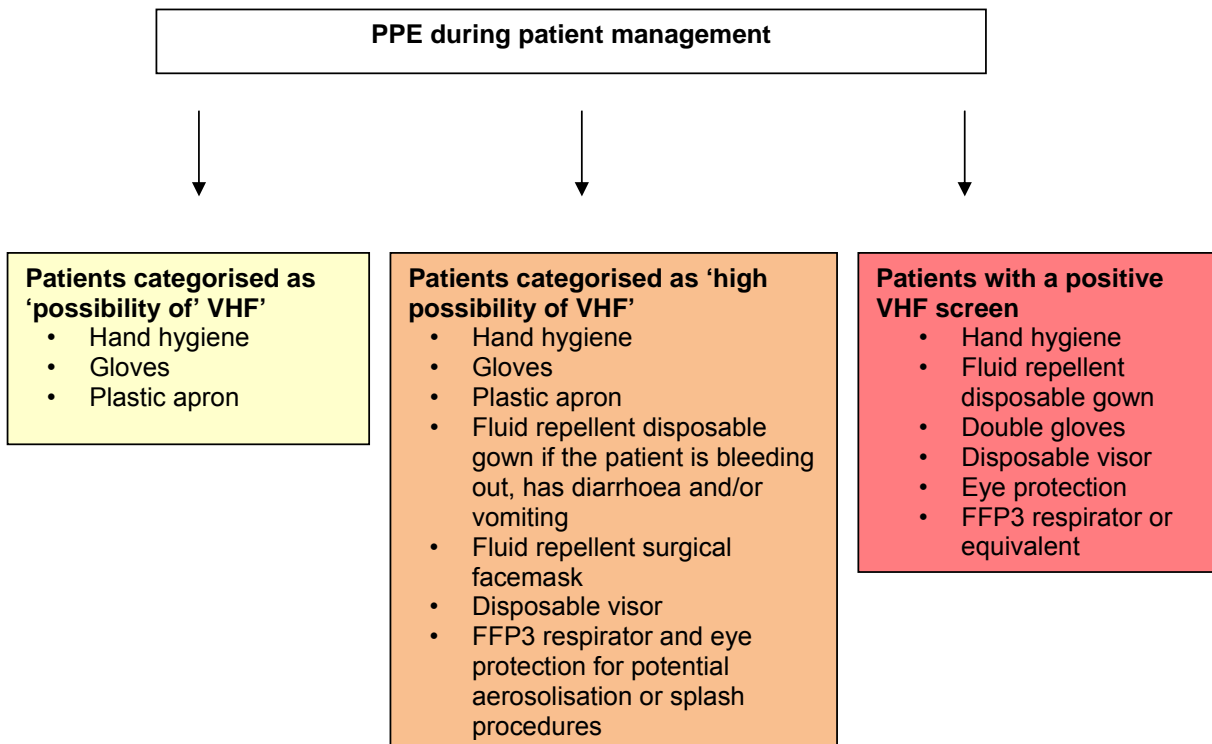 PPE during patient management
Patients categorised as
‘possibility of’ VHF’
• Hand hygiene
• Gloves
• Plastic apron
Patients categorised as ‘high
possibility of VHF’
• Hand hygiene
• Gloves
• Plastic apron
• Fluid repellent disposable
gown if the patient is bleeding
out, has diarrhoea and/or
vomiting
• Fluid repellent surgical
facemask
• Disposable visor
• FFP3 respirator and eye
protection for potential
aerosolisation or splash
procedures
Patients with a positive
VHF screen
• Hand hygiene
• Fluid repellent
disposable gown
• Double gloves
• Disposable visor
• Eye protection
• FFP3 respirator or
equivalent